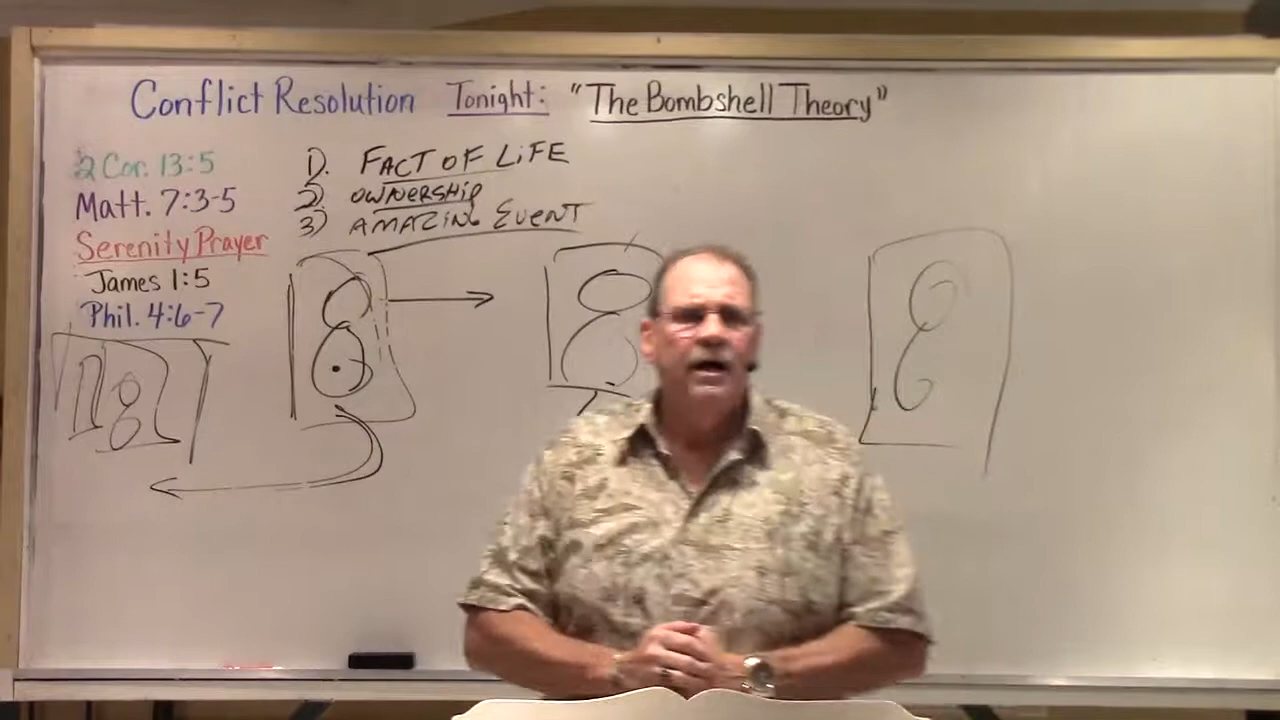 Conflict Resolution Tonight: "The Bombshell Theory"
2 Cor. 13:5
Matt. 7:3-5
Serenity Prayer
James 1:5
Phil. 4:6-7
1). FACT OF LIFE
2) OWNERSHIP
3) AMAZING EVENT